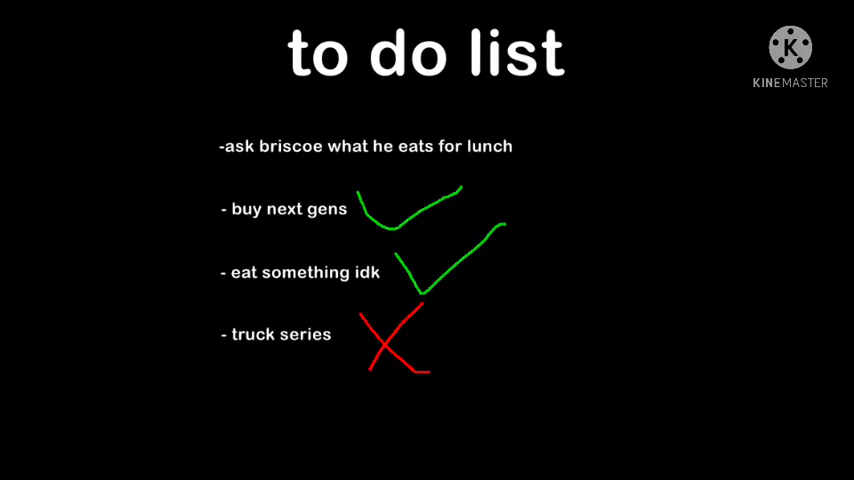 to do list
K
KINEMASTER
-ask briscoe what he eats for lunch
- buy next gens
- eat something idk
- truck series